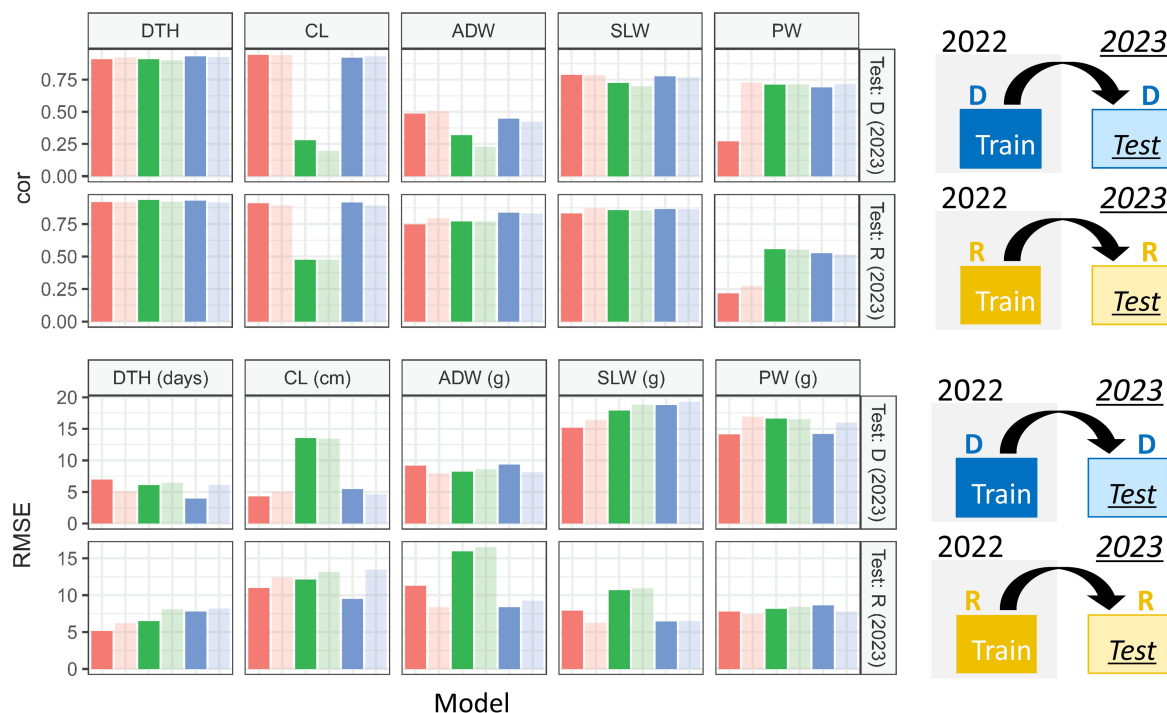 DTH CL ADW SLW PW
cor
0.75
0.50
0.25
0.00
Test: D (2023)
0.75
0.50
0.25
0.00
Test: R (2023)
2022 2023
D D
Train Test
2022 2023
R R
Train Test
DTH (days) CL (cm) ADW (g) SLW (g) PW (g)
RMSE
20
15
10
5
0
Test: D (2023)
15
10
5
0
Test: R (2023)
Model
2022 2023
D D
Train Test
2022 2023
R R
Train Test